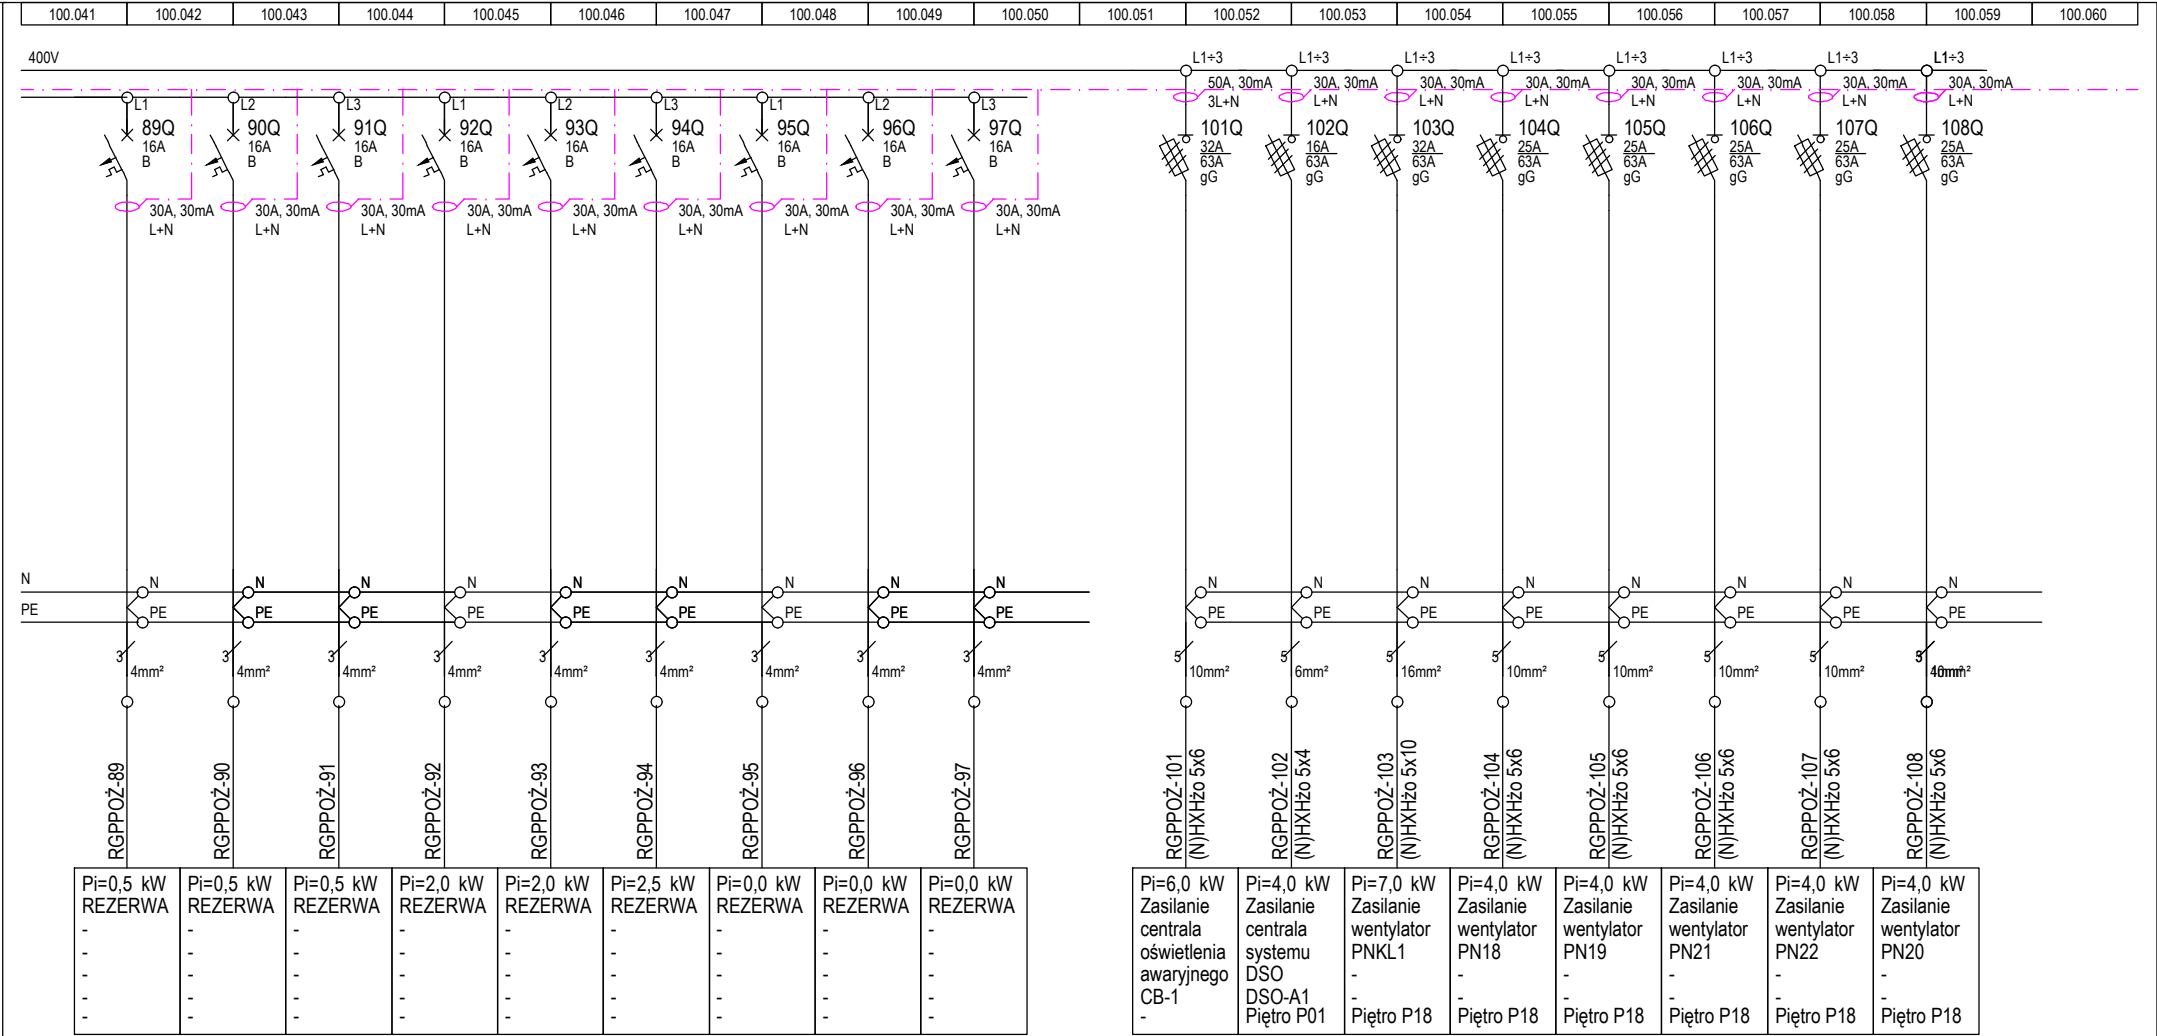 100.041 100.042 100.043 100.044 100.045 100.046 100.047 100.048 100.049 100.050 100.051 100.052 100.053 100.054 100.055 100.056 100.057 100.058 100.059 100.060
400V
L1÷3 L1÷3 L1÷3 L1÷3 L1÷3 L1÷3 L1÷3 L1÷3
50A, 30mA 30A, 30mA 30A, 30mA 30A, 30mA 30A, 30mA 30A, 30mA 30A, 30mA 30A, 30mA
3L+N L+N L+N L+N L+N L+N L+N L+N
L1 L2 L3 L1 L2 L3 L1 L2 L3
89Q 90Q 91Q 92Q 93Q 94Q 95Q 96Q 97Q 101Q 102Q 103Q 104Q 105Q 106Q 107Q 108Q
16A 16A 16A 16A 16A 16A 16A 16A 16A 32A 16A 32A 25A 25A 25A 25A 25A
B B B B B B B B B 63A 63A 63A 63A 63A 63A 63A 63A
gG gG gG gG gG gG gG gG
30A, 30mA 30A, 30mA 30A, 30mA 30A, 30mA 30A, 30mA 30A, 30mA 30A, 30mA 30A, 30mA 30A, 30mA
L+N L+N L+N L+N L+N L+N L+N L+N L+N
N N N N N N N N N N N N N N N N N N
PE PE PE PE PE PE PE PE PE PE PE PE PE PE PE PE PE PE
3 3 3 3 3 3 3 3 3 5 5 5 5 5 5 5
4mm² 4mm² 4mm² 4mm² 4mm² 4mm² 4mm² 4mm² 4mm² 10mm² 6mm² 16mm² 10mm² 10mm² 10mm² 10mm²
RGPPOŻ-89
RGPPOŻ-90
RGPPOŻ-91
RGPPOŻ-92
RGPPOŻ-93
RGPPOŻ-94
RGPPOŻ-95
RGPPOŻ-96
RGPPOŻ-97
RGPPOŻ-101
(N)HXHżo 5x6
RGPPOŻ-102
(N)HXHżo 5x4
RGPPOŻ-103
(N)HXHżo 5x10
RGPPOŻ-104
(N)HXHżo 5x6
RGPPOŻ-105
(N)HXHżo 5x6
RGPPOŻ-106
(N)HXHżo 5x6
RGPPOŻ-107
(N)HXHżo 5x6
RGPPOŻ-108
(N)HXHżo 5x6
Pi=0,5 kW
REZERWA
-
-
-
-
-
Pi=0,5 kW
REZERWA
-
-
-
-
-
Pi=0,5 kW
REZERWA
-
-
-
-
-
Pi=2,0 kW
REZERWA
-
-
-
-
-
Pi=2,0 kW
REZERWA
-
-
-
-
-
Pi=2,5 kW
REZERWA
-
-
-
-
-
Pi=0,0 kW
REZERWA
-
-
-
-
-
Pi=0,0 kW
REZERWA
-
-
-
-
-
Pi=0,0 kW
REZERWA
-
-
-
-
-
Pi=6,0 kW
Zasilanie
centrala
oświetlenia
awaryjnego
CB-1
-
Pi=4,0 kW
Zasilanie
centrala
systemu
DSO
DSO-A1
Piętro P01
Pi=7,0 kW
Zasilanie
wentylator
PNKL1
-
-
Piętro P18
Pi=4,0 kW
Zasilanie
wentylator
PN18
-
-
Piętro P18
Pi=4,0 kW
Zasilanie
wentylator
PN19
-
-
Piętro P18
Pi=4,0 kW
Zasilanie
wentylator
PN21
-
-
Piętro P18
Pi=4,0 kW
Zasilanie
wentylator
PN22
-
-
Piętro P18
Pi=4,0 kW
Zasilanie
wentylator
PN20
-
-
Piętro P18